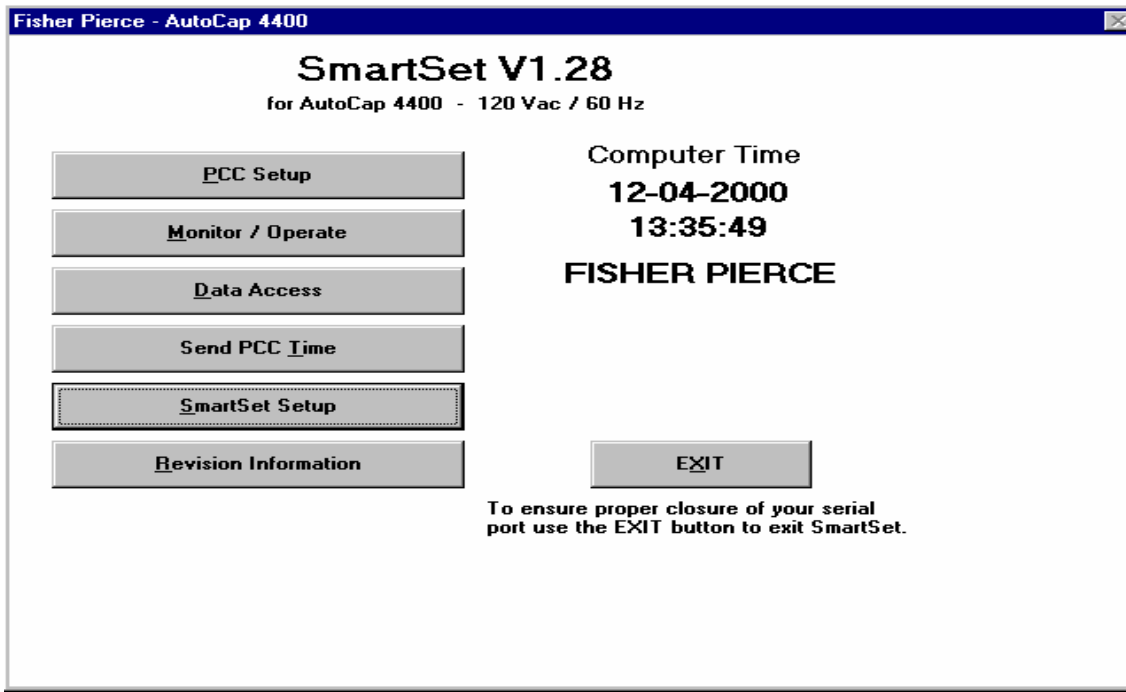 Fisher Pierce - AutoCap 4400
SmartSet V1.28
for AutoCap 4400 - 120 Vac / 60 Hz
PCC Setup
Monitor / Operate
Data Access
Send PCC Time
SmartSet Setup
Revision Information
Computer Time
12-04-2000
13:35:49
FISHER PIERCE
EXIT
To ensure proper closure of your serial
port use the EXIT button to exit SmartSet.